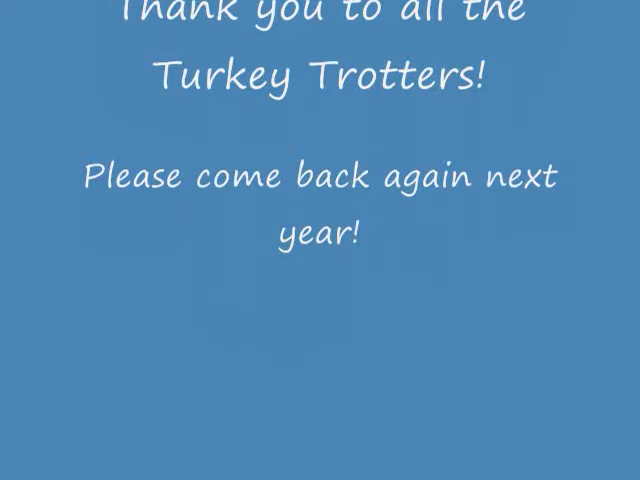 Thank you to all the
Turkey Trotters!
Please come back again next
year!